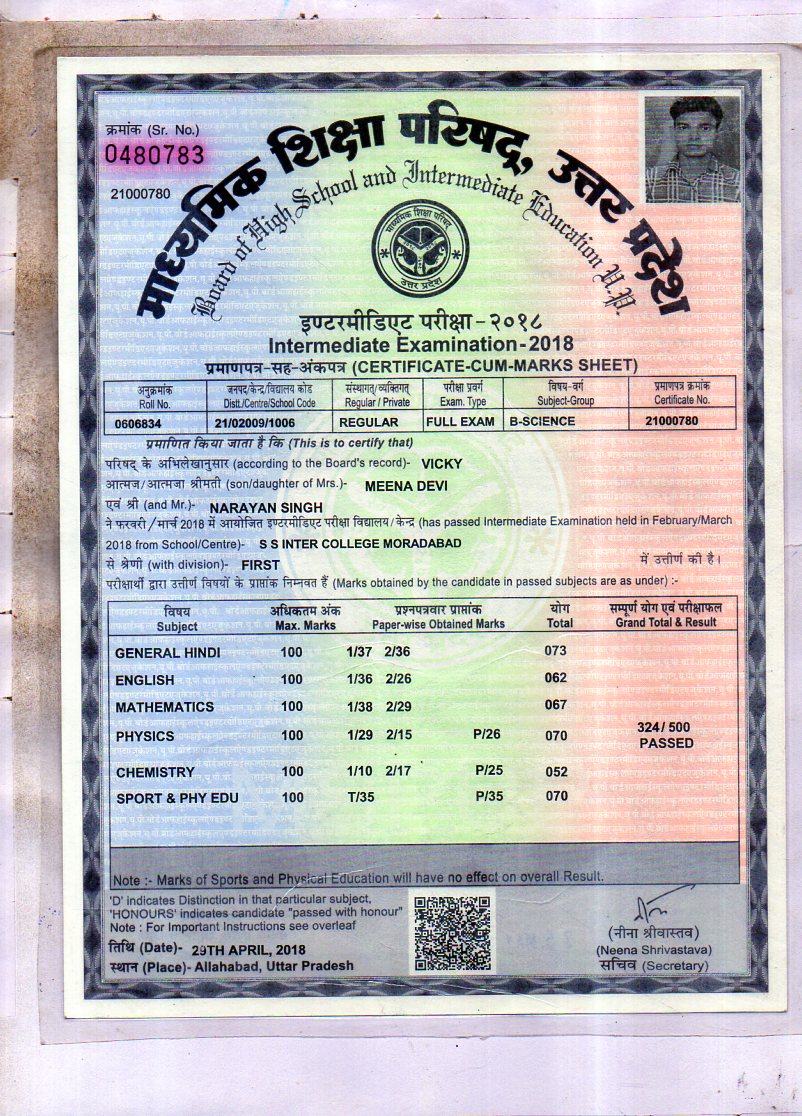 क्रमांक (Sr. No.)
0480783
21000780
माध्यमिक शिक्षा परिषद्, उत्तर प्रदेश
Board of High School and Intermediate Education U.P.
माध्यमिक शिक्षा परिषद
उत्तर प्रदेश
इण्टरमीडिएट परीक्षा - २०१८
Intermediate Examination - 2018
प्रमाणपत्र-सह-अंकपत्र (CERTIFICATE-CUM-MARKS SHEET)
अनुक्रमांक जनपद/केन्द्र/विद्यालय कोड संस्थागत/व्यक्तिगत परीक्षा प्रवर्ग विषय-वर्ग प्रमाणपत्र क्रमांक
Roll No. Distt./Centre/School Code Regular / Private Exam. Type Subject-Group Certificate No.
0606834 21/02009/1006 REGULAR FULL EXAM B-SCIENCE 21000780
प्रमाणित किया जाता है कि (This is to certify that)
परिषद् के अभिलेखानुसार (according to the Board's record)- VICKY
आत्मज/आत्मजा श्रीमती (son/daughter of Mrs.)- MEENA DEVI
एवं श्री (and Mr.)- NARAYAN SINGH
ने फरवरी/मार्च 2018 में आयोजित इण्टरमीडिएट परीक्षा विद्यालय/केन्द्र (has passed Intermediate Examination held in February/March
2018 from School/Centre)- S S INTER COLLEGE MORADABAD
से श्रेणी (with division)- FIRST में उत्तीर्ण की है।
परीक्षार्थी द्वारा उत्तीर्ण विषयों के प्राप्तांक निम्नवत हैं (Marks obtained by the candidate in passed subjects are as under) :-
विषय अधिकतम अंक प्रश्नपत्रवार प्राप्तांक योग सम्पूर्ण योग एवं परीक्षाफल
Subject Max. Marks Paper-wise Obtained Marks Total Grand Total & Result
GENERAL HINDI 100 1/37 2/36 073
ENGLISH 100 1/36 2/26 062
MATHEMATICS 100 1/38 2/29 067
PHYSICS 100 1/29 2/15 P/26 070 324 / 500
PASSED
CHEMISTRY 100 1/10 2/17 P/25 052
SPORT & PHY EDU 100 T/35 P/35 070
Note :- Marks of Sports and Physical Education will have no effect on overall Result.
'D' indicates Distinction in that particular subject,
'HONOURS' indicates candidate "passed with honour"
Note : For Important Instructions see overleaf
तिथि (Date)- 29TH APRIL, 2018
स्थान (Place)- Allahabad, Uttar Pradesh
(नीना श्रीवास्तव)
(Neena Shrivastava)
सचिव (Secretary)